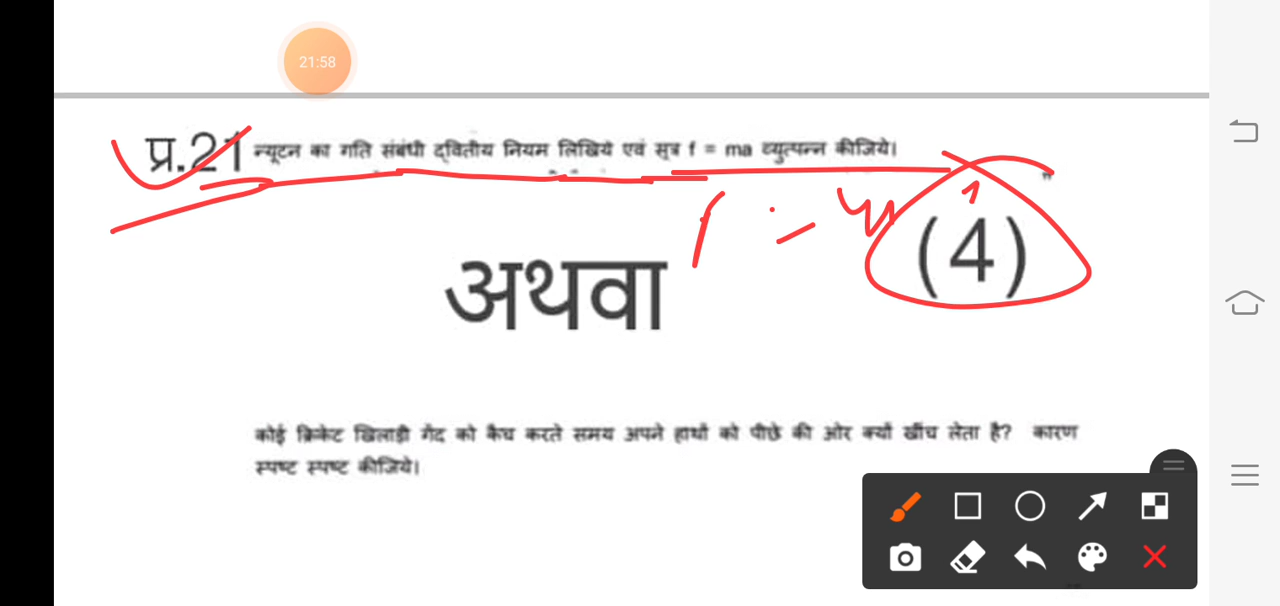 21:58
प्र.21 न्यूटन का गति संबंधी द्वितीय नियम लिखिये एवं सूत्र f = ma व्युत्पन्न कीजिये।
(4)
अथवा
कोई क्रिकेट खिलाड़ी गेंद को कैच करते समय अपने हाथों को पीछे की ओर क्यों खींच लेता है? कारण
स्पष्ट स्पष्ट कीजिये।